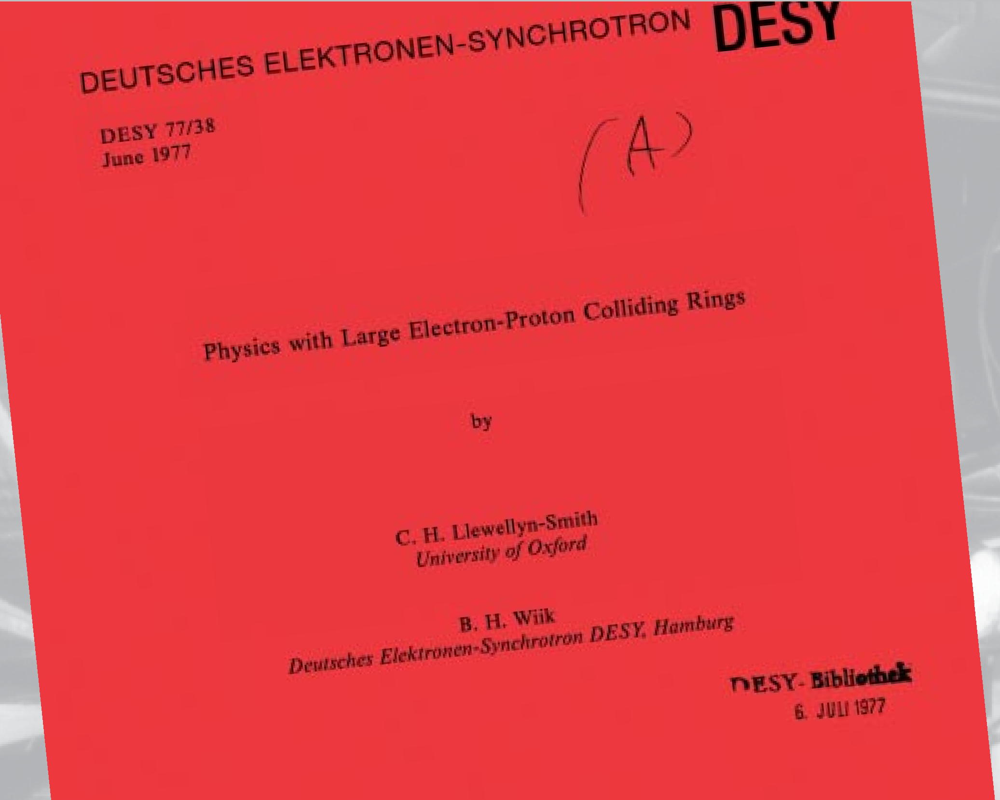 DEUTSCHES ELEKTRONEN-SYNCHROTRON DESY
DESY 77/38
June 1977
(A)
Physics with Large Electron-Proton Colliding Rings
by
C. H. Llewellyn-Smith
University of Oxford
B. H. Wiik
Deutsches Elektronen-Synchrotron DESY, Hamburg
DESY-Bibliothek
6. JULI 1977